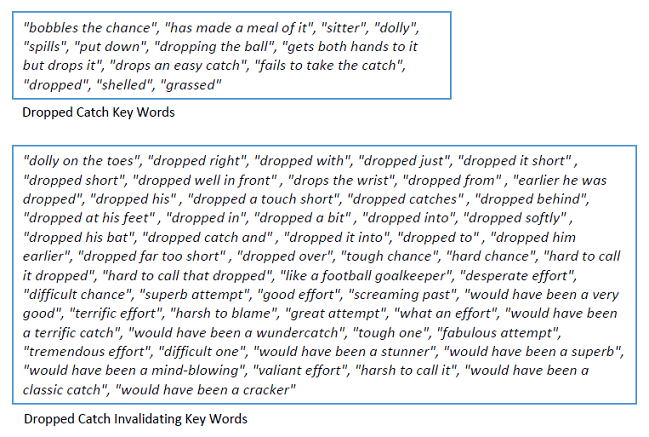 "bobbles the chance", "has made a meal of it", "sitter", "dolly",
"spills", "put down", "dropping the ball", "gets both hands to it
but drops it", "drops an easy catch", "fails to take the catch",
"dropped", "shelled", "grassed"
Dropped Catch Key Words
"dolly on the toes", "dropped right", "dropped with", "dropped just", "dropped it short" ,
"dropped short", "dropped well in front" , "drops the wrist", "dropped from" , "earlier he was
dropped", "dropped his" , "dropped a touch short", "dropped catches" , "dropped behind",
"dropped at his feet" , "dropped in", "dropped a bit" , "dropped into", "dropped softly" ,
"dropped his bat", "dropped catch and" , "dropped it into", "dropped to" , "dropped him
earlier", "dropped far too short" , "dropped over", "tough chance", "hard chance", "hard to call
it dropped", "hard to call that dropped", "like a football goalkeeper", "desperate effort",
"difficult chance", "superb attempt", "good effort", "screaming past", "would have been a very
good", "terrific effort", "harsh to blame", "great attempt", "what an effort", "would have been
a terrific catch", "would have been a wundercatch", "tough one", "fabulous attempt",
"tremendous effort", "difficult one", "would have been a stunner", "would have been a superb",
"would have been a mind-blowing", "valiant effort", "harsh to call it", "would have been a
classic catch", "would have been a cracker"
Dropped Catch Invalidating Key Words